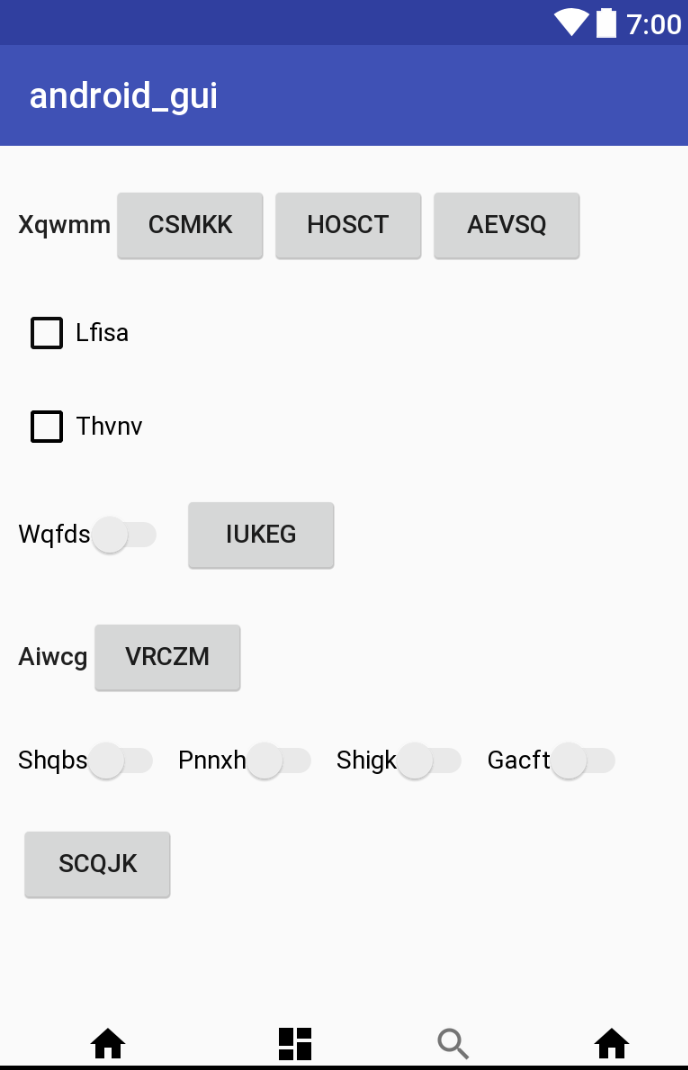 7:00
android_gui
Xqwmm CSMKK HOSCT AEVSQ
Lfisa
Thvnv
Wqfds IUKEG
Aiwcg VRCZM
Shqbs Pnnxh Shigk Gacft
SCQJK